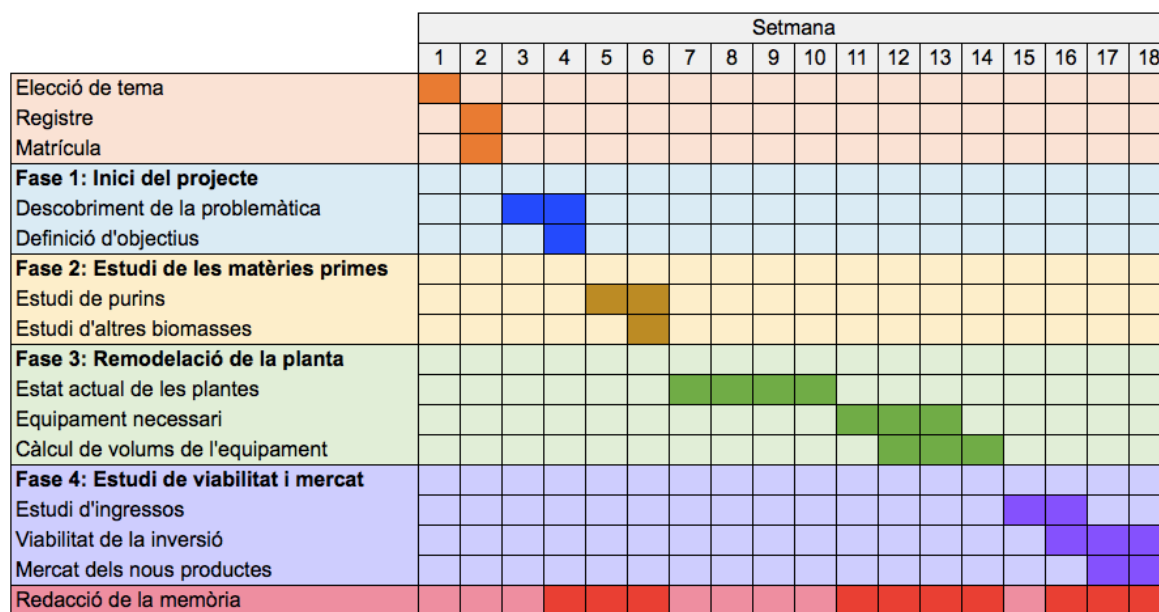 Setmana
1 2 3 4 5 6 7 8 9 10 11 12 13 14 15 16 17 18
Elecció de tema
Registre
Matrícula
Fase 1: Inici del projecte
Descobriment de la problemàtica
Definició d'objectius
Fase 2: Estudi de les matèries primes
Estudi de purins
Estudi d'altres biomasses
Fase 3: Remodelació de la planta
Estat actual de les plantes
Equipament necessari
Càlcul de volums de l'equipament
Fase 4: Estudi de viabilitat i mercat
Estudi d'ingressos
Viabilitat de la inversió
Mercat dels nous productes
Redacció de la memòria